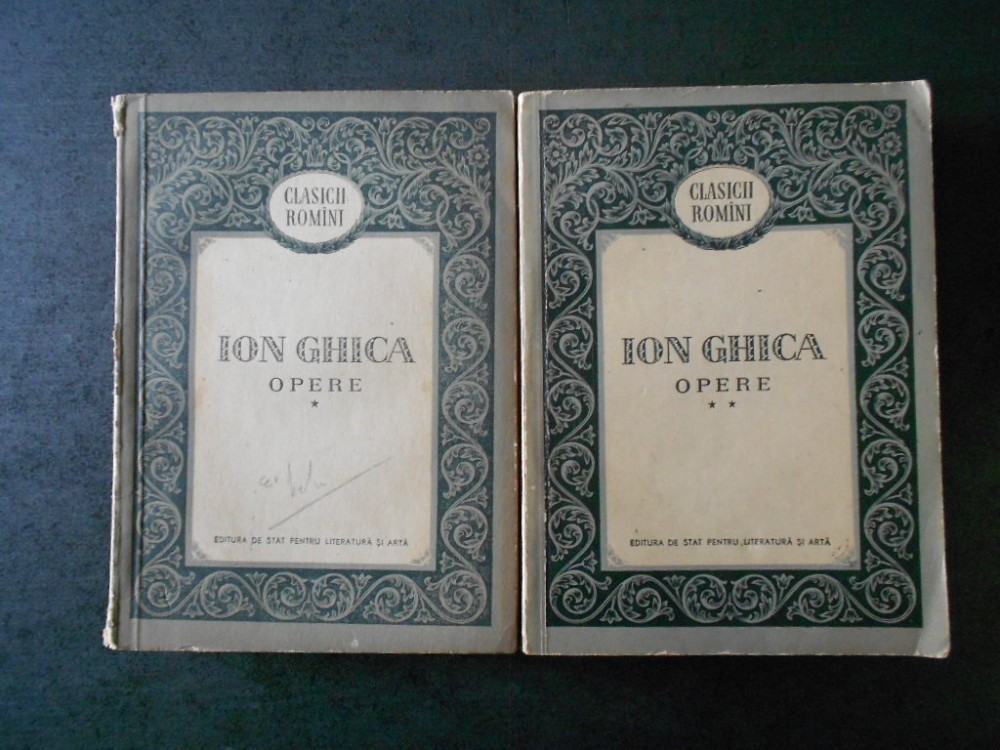 CLASICII
ROMÎNI
ION GHICA
OPERE
★
EDITURA DE STAT PENTRU LITERATURĂ ȘI ARTĂ
CLASICII
ROMÎNI
ION GHICA
OPERE
★ ★
EDITURA DE STAT PENTRU LITERATURĂ ȘI ARTĂ